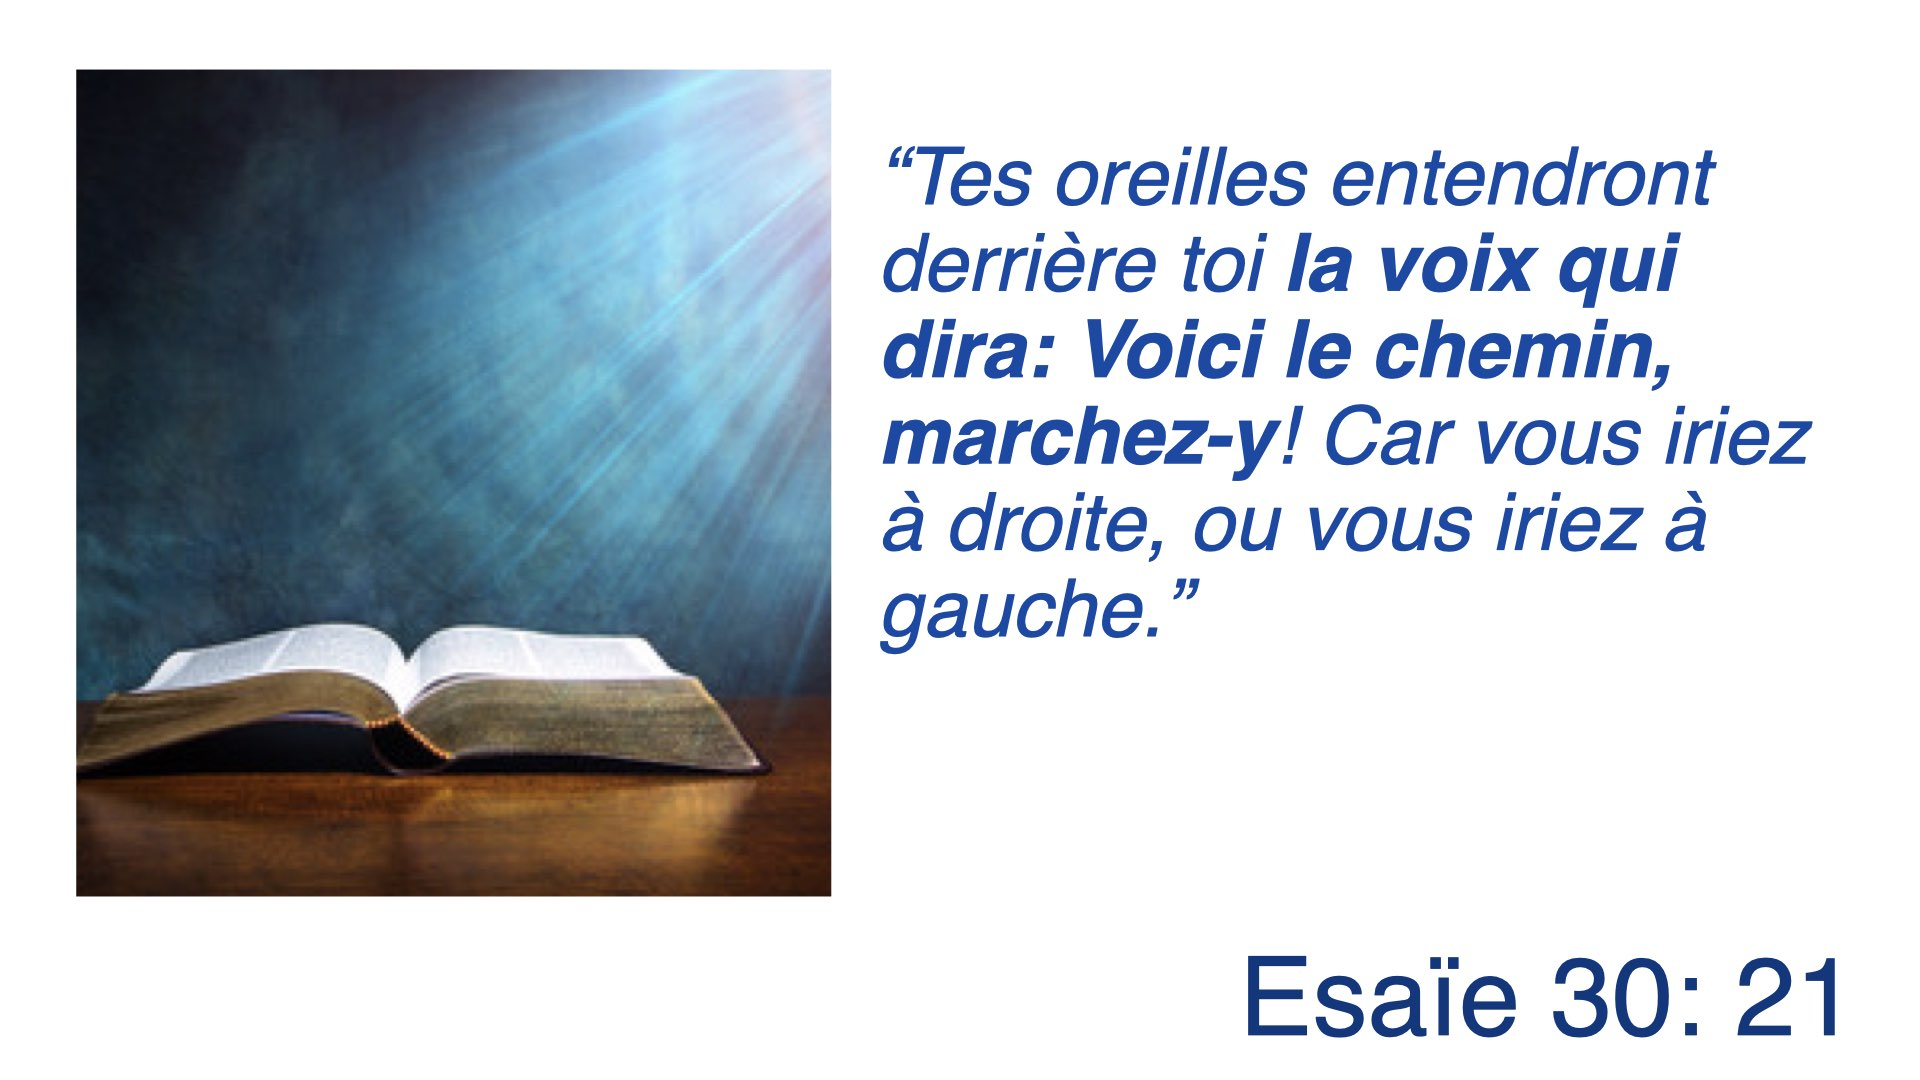 “Tes oreilles entendront
derrière toi la voix qui
dira: Voici le chemin,
marchez-y! Car vous iriez
à droite, ou vous iriez à
gauche.”
Esaïe 30: 21